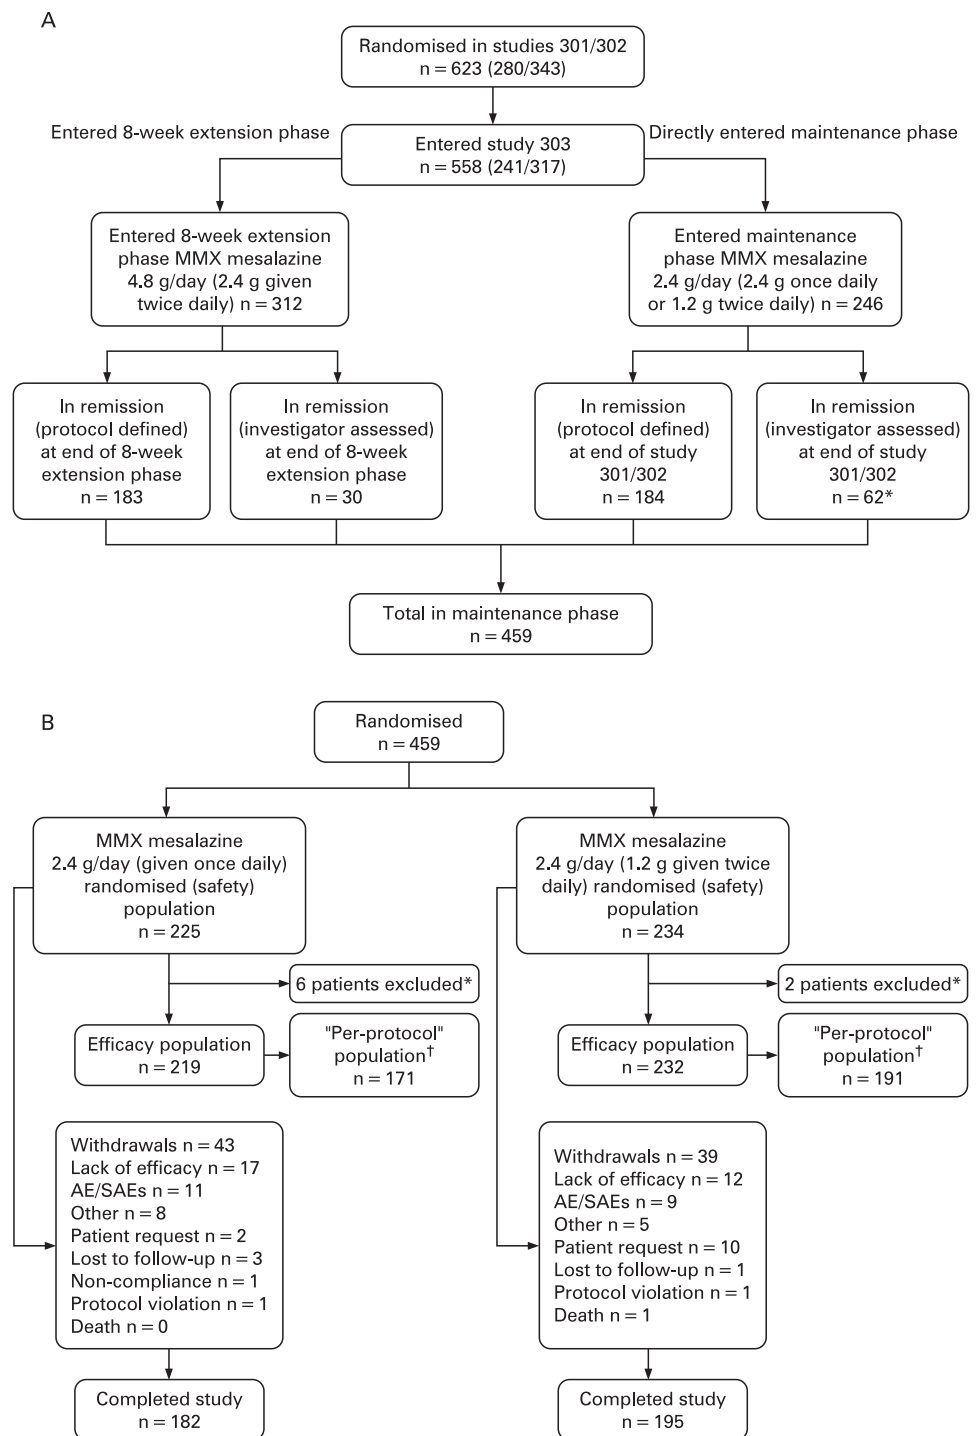 A
Randomised in studies 301/302
n = 623 (280/343)
Entered 8-week extension phase
Directly entered maintenance phase
Entered study 303
n = 558 (241/317)
Entered 8-week extension
phase MMX mesalazine
4.8 g/day (2.4 g given
twice daily) n = 312
Entered maintenance
phase MMX mesalazine
2.4 g/day (2.4 g once daily
or 1.2 g twice daily) n = 246
In remission
(protocol defined)
at end of 8-week
extension phase
n = 183
In remission
(investigator assessed)
at end of 8-week
extension phase
n = 30
In remission
(protocol defined)
at end of study
301/302
n = 184
In remission
(investigator assessed)
at end of study
301/302
n = 62*
Total in maintenance phase
n = 459
B
Randomised
n = 459
MMX mesalazine
2.4 g/day (given once daily)
randomised (safety)
population
n = 225
MMX mesalazine
2.4 g/day (1.2 g given twice
daily) randomised (safety)
population
n = 234
6 patients excluded*
2 patients excluded*
Efficacy population
n = 219
"Per-protocol"
population†
n = 171
Efficacy population
n = 232
"Per-protocol"
population†
n = 191
Withdrawals n = 43
Lack of efficacy n = 17
AE/SAEs n = 11
Other n = 8
Patient request n = 2
Lost to follow-up n = 3
Non-compliance n = 1
Protocol violation n = 1
Death n = 0
Withdrawals n = 39
Lack of efficacy n = 12
AE/SAEs n = 9
Other n = 5
Patient request n = 10
Lost to follow-up n = 1
Protocol violation n = 1
Death n = 1
Completed study
n = 182
Completed study
n = 195